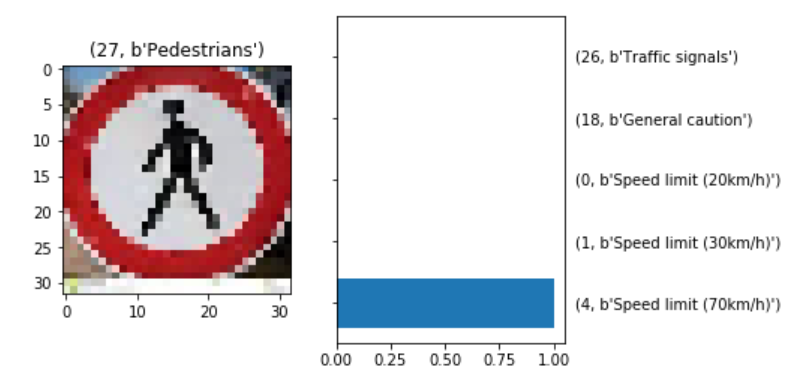 (27, b'Pedestrians')
0
5
10
15
20
25
30
0 10 20 30
(26, b'Traffic signals')
(18, b'General caution')
(0, b'Speed limit (20km/h)')
(1, b'Speed limit (30km/h)')
(4, b'Speed limit (70km/h)')
0.00 0.25 0.50 0.75 1.00